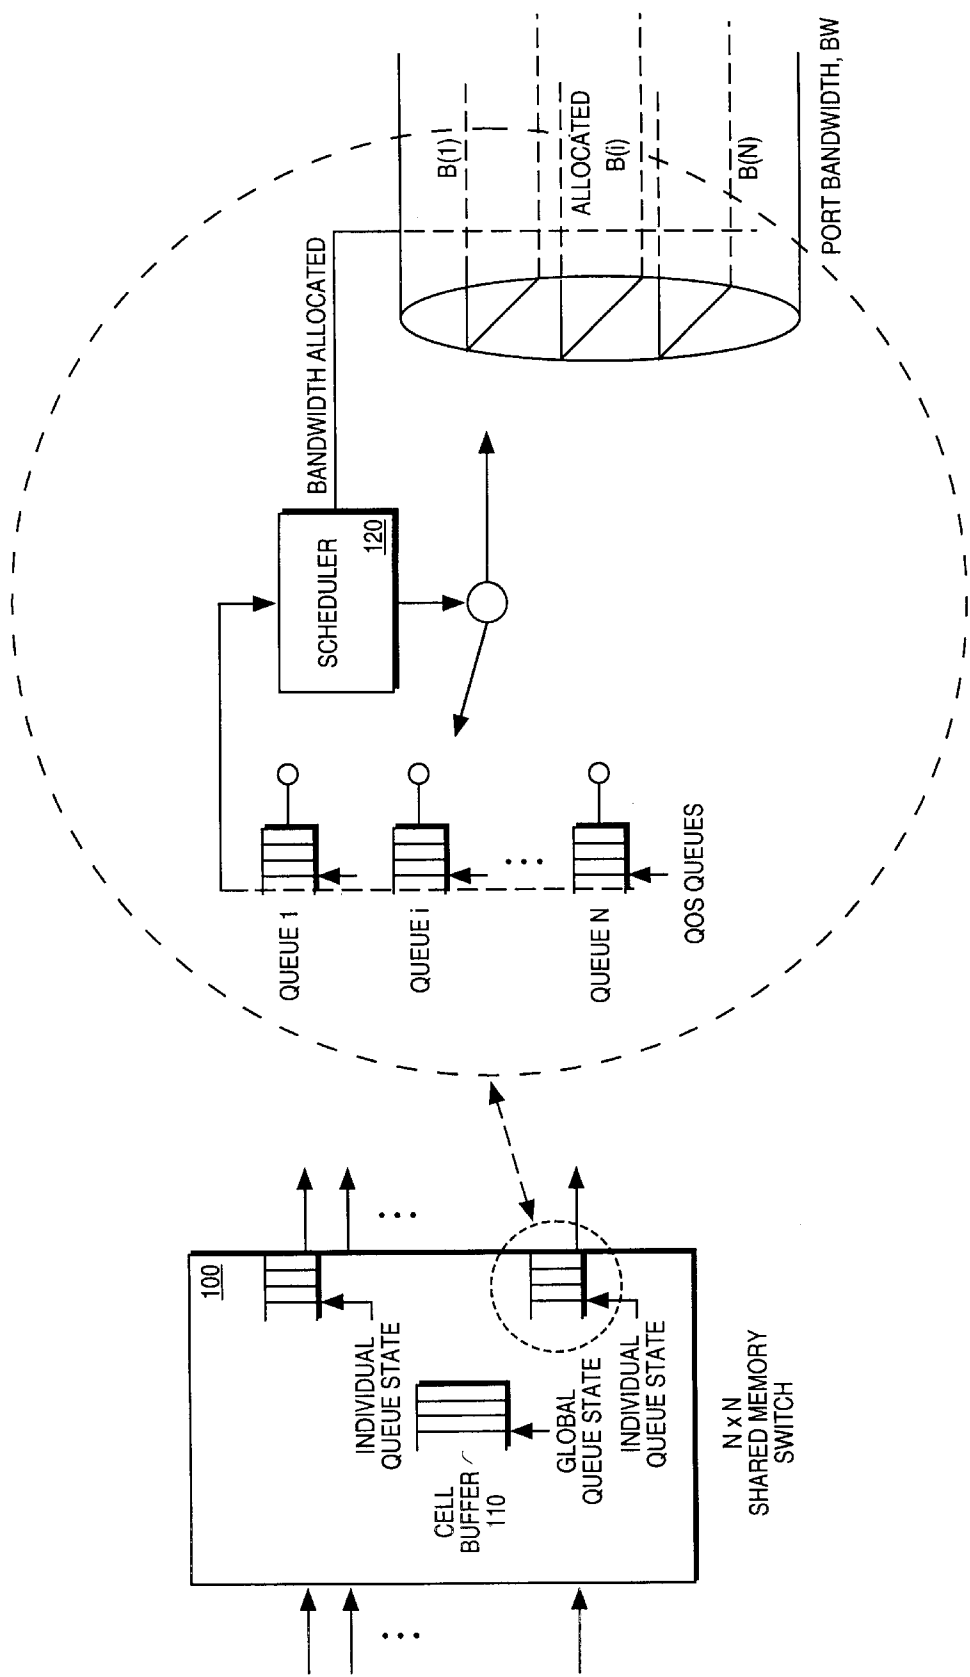 100
INDIVIDUAL
QUEUE STATE
CELL
BUFFER
110
GLOBAL
QUEUE STATE
INDIVIDUAL
QUEUE STATE
N x N
SHARED MEMORY
SWITCH
QUEUE 1
QUEUE i
QUEUE N
QOS QUEUES
SCHEDULER
120
BANDWIDTH ALLOCATED
B(1)
ALLOCATED
B(i)
B(N)
PORT BANDWIDTH, BW